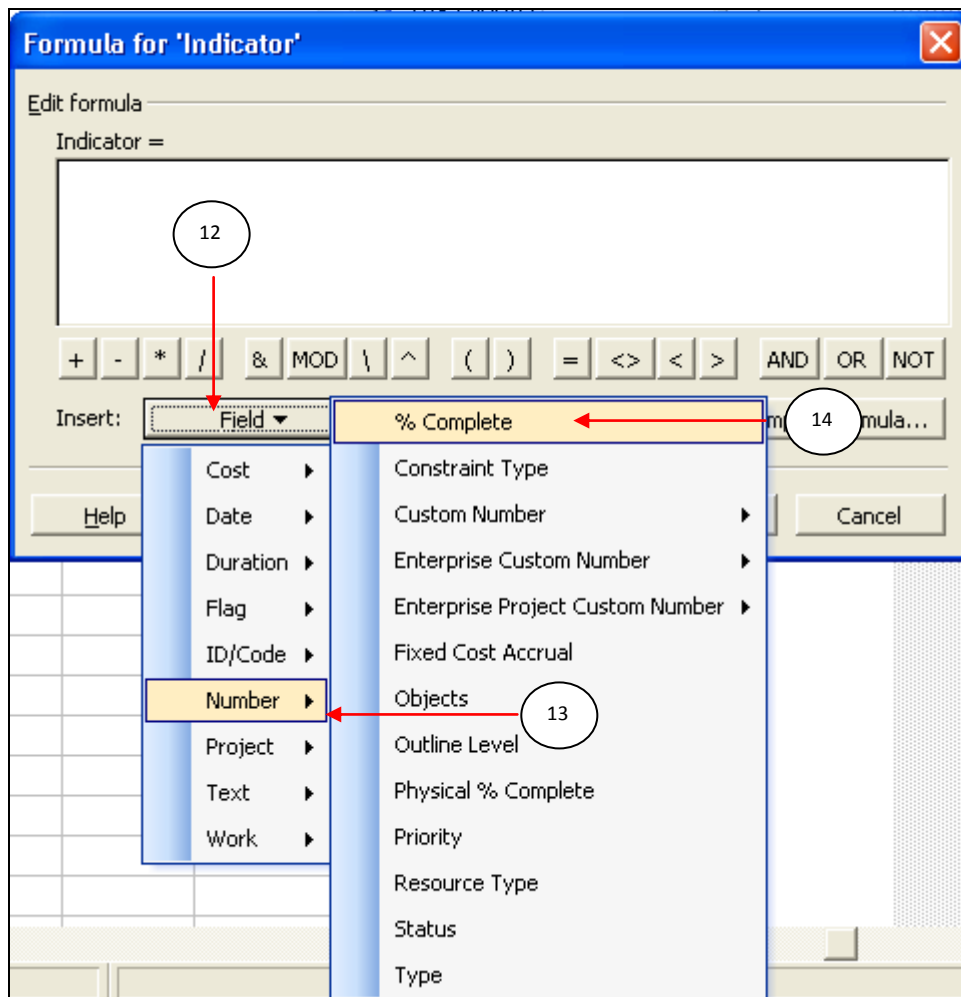 Formula for 'Indicator'
Edit formula
Indicator =
12
+ - * / & MOD \ ^ ( ) = <> < > AND OR NOT
Insert: Field
14
Help
Cancel
Cost
Date
Duration
Flag
ID/Code
Number
Project
Text
Work
% Complete
Constraint Type
Custom Number
Enterprise Custom Number
Enterprise Project Custom Number
Fixed Cost Accrual
Objects
13
Outline Level
Physical % Complete
Priority
Resource Type
Status
Type